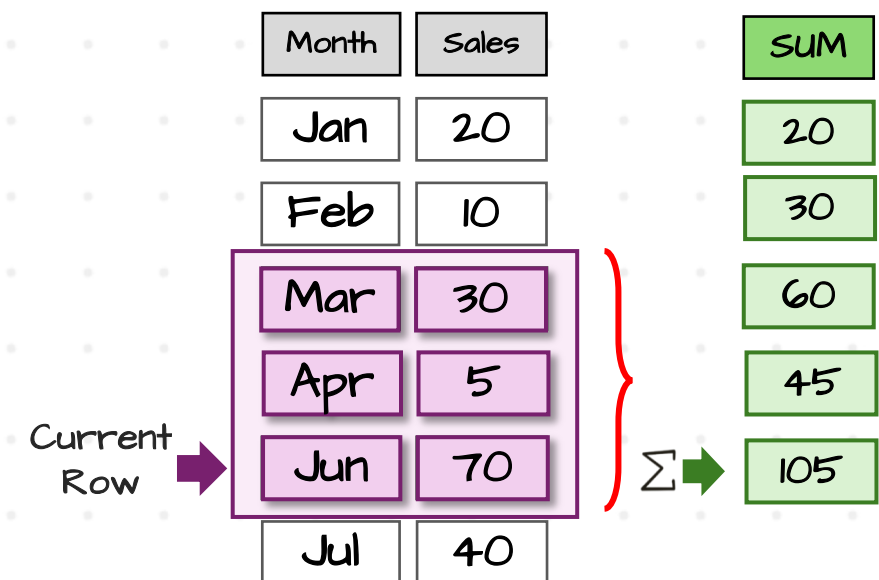 Month Sales SUM
Jan 20 20
Feb 10 30
Mar 30 60
Apr 5 45
Current
Row
Jun 70 Σ 105
Jul 40